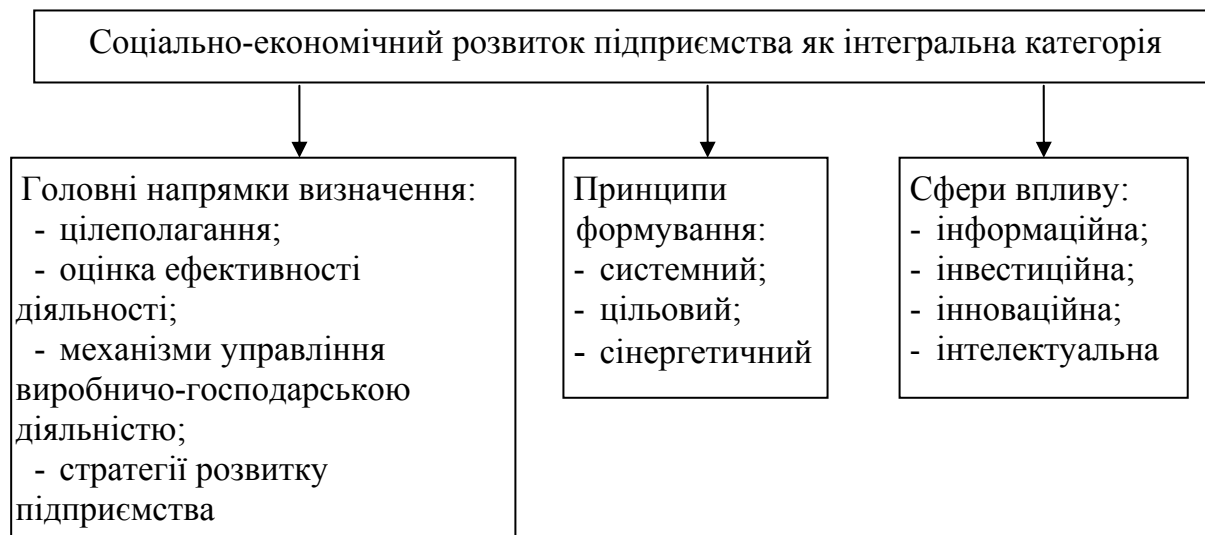 Соціально-економічний розвиток підприємства як інтегральна категорія
Головні напрямки визначення:
- цілеполагання;
- оцінка ефективності
діяльності;
- механізми управління
виробничо-господарською
діяльністю;
- стратегії розвитку
підприємства
Принципи
формування:
- системний;
- цільовий;
- сінергетичний
Сфери впливу:
- інформаційна;
- інвестиційна;
- інноваційна;
- інтелектуальна